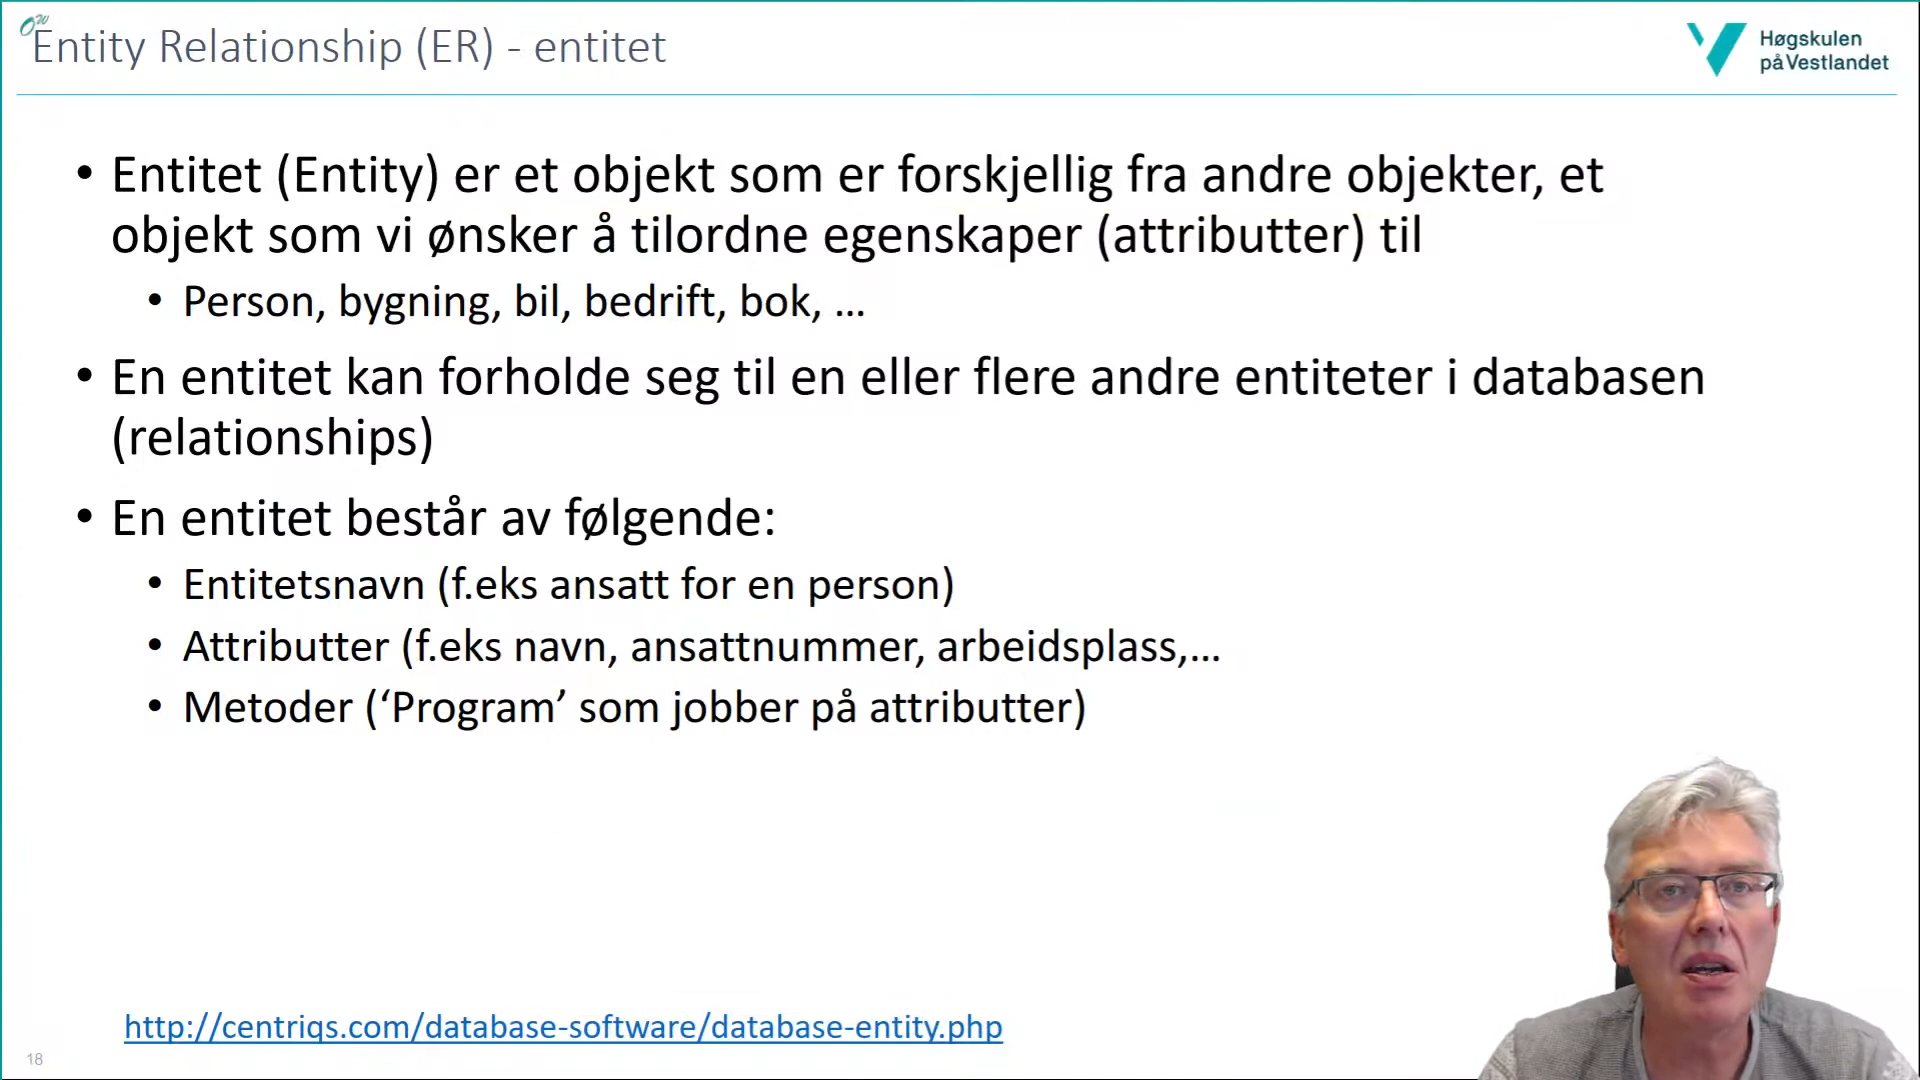 OW
Entity Relationship (ER) - entitet
Høgskulen
på Vestlandet
• Entitet (Entity) er et objekt som er forskjellig fra andre objekter, et
objekt som vi ønsker å tilordne egenskaper (attributter) til
• Person, bygning, bil, bedrift, bok, …
• En entitet kan forholde seg til en eller flere andre entiteter i databasen
(relationships)
• En entitet består av følgende:
• Entitetsnavn (f.eks ansatt for en person)
• Attributter (f.eks navn, ansattnummer, arbeidsplass,…
• Metoder (‘Program’ som jobber på attributter)
http://centriqs.com/database-software/database-entity.php
18